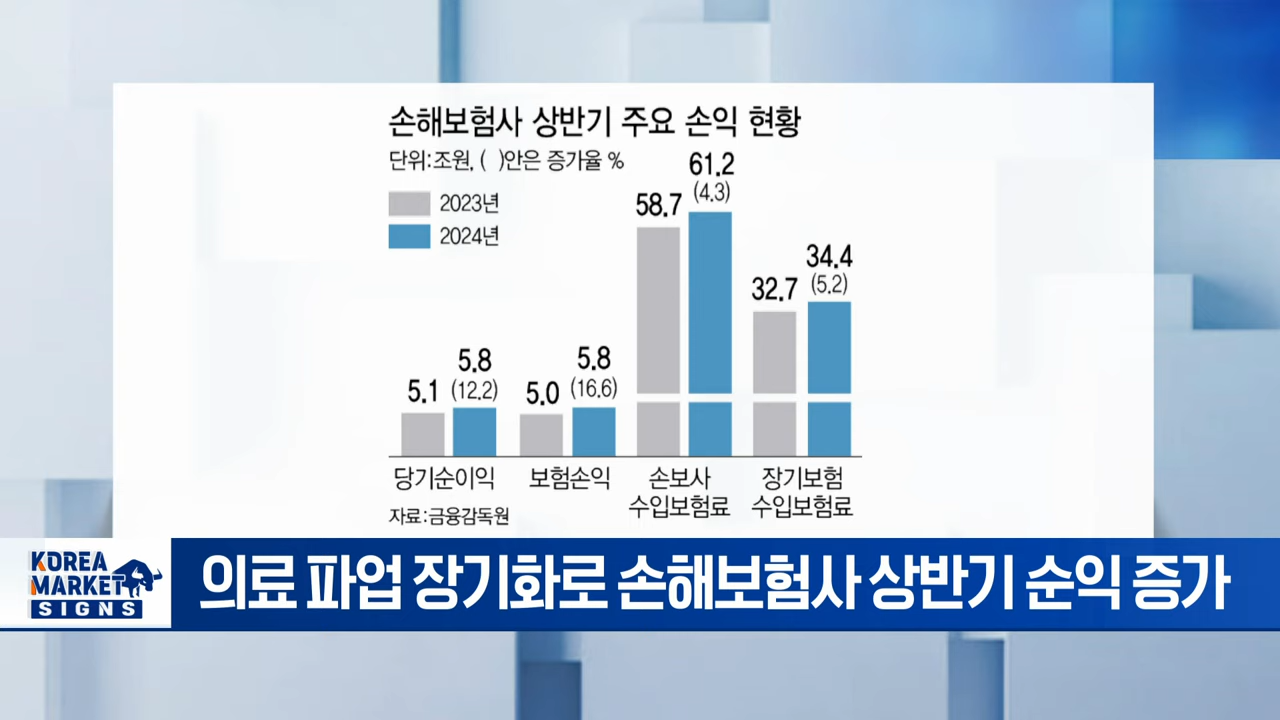 손해보험사 상반기 주요 손익 현황
단위:조원, ( )안은 증가율 %
2023년
2024년
5.1
5.8
(12.2)
5.0
5.8
(16.6)
58.7
61.2
(4.3)
32.7
34.4
(5.2)
당기순이익
보험손익
손보사
수입보험료
장기보험
수입보험료
자료:금융감독원
KOREA
MARKET
SIGNS
의료 파업 장기화로 손해보험사 상반기 순익 증가